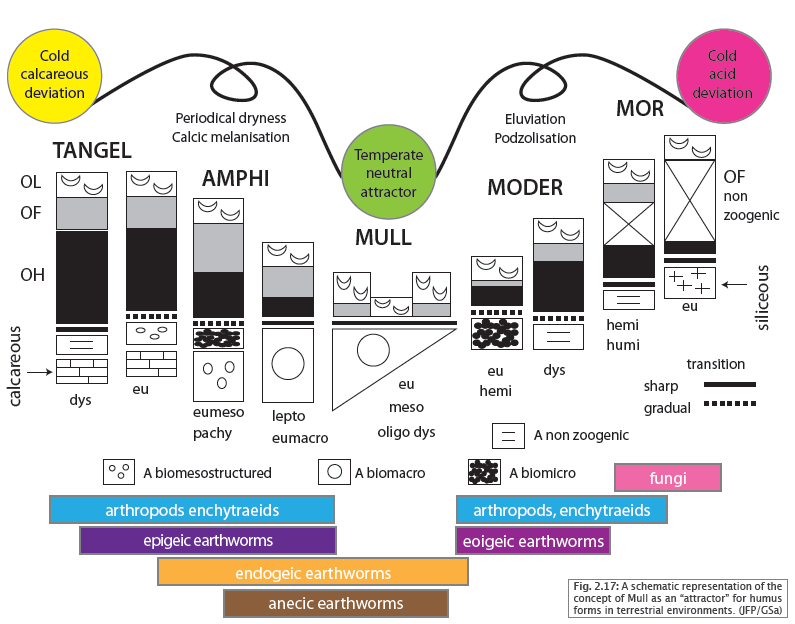 Cold
calcareous
deviation
Cold
acid
deviation
Periodical dryness
Calcic melanisation
Eluviation
Podzolisation
MOR
TANGEL
AMPHI
Temperate
neutral
attractor
MODER
MULL
OL
OF
OH
OF
non
zoogenic
calcareous
siliceous
dys
eu
eumeso
pachy
lepto
eumacro
eu
meso
oligo dys
eu
hemi
dys
hemi
humi
eu
transition
sharp
gradual
A non zoogenic
A biomesostructured
A biomacro
A biomicro
fungi
arthropods enchytraeids
arthropods, enchytraeids
epigeic earthworms
eoigeic earthworms
endogeic earthworms
anecic earthworms
Fig. 2.17: A schematic representation of the
concept of Mull as an “attractor” for humus
forms in terrestrial environments. (JFP/GSa)